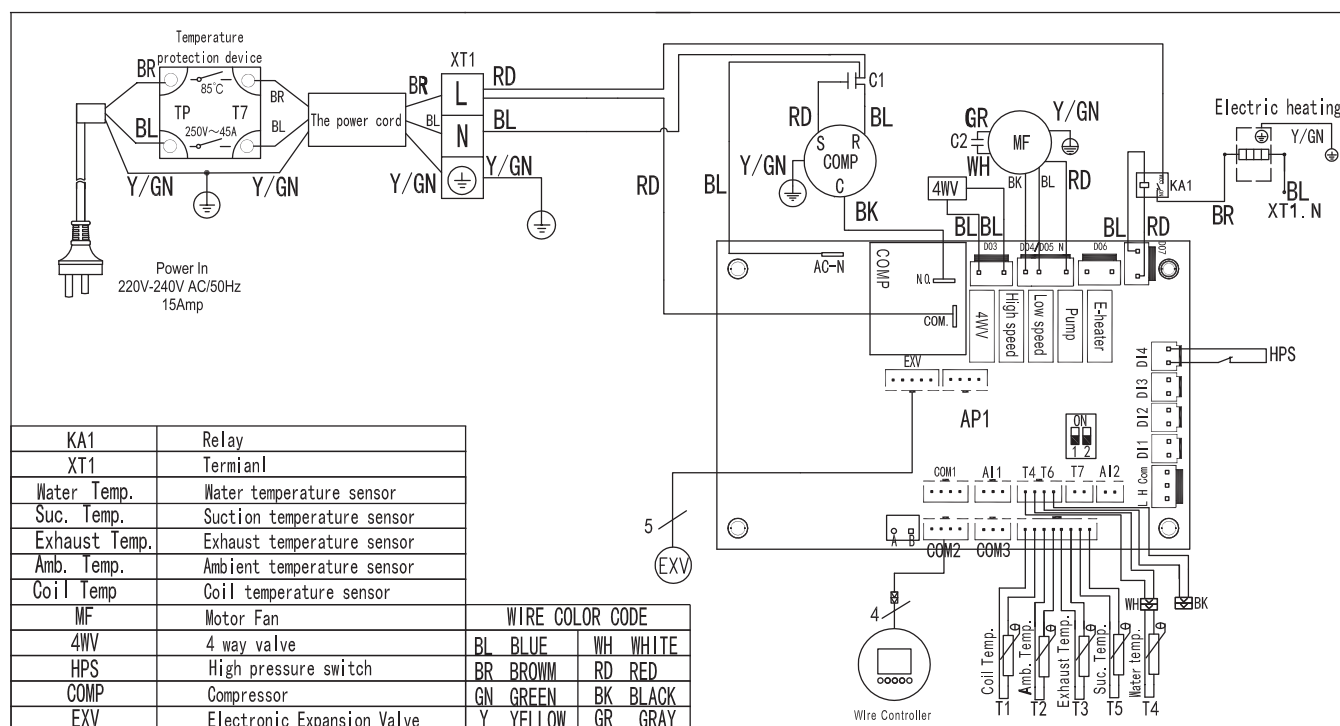 Temperature
protection device
BR
85℃
BR
TP T7
BL
250V～45A
BL
Y/GN
Y/GN
The power cord
Power In
220V-240V AC/50Hz
15Amp
XT1
BR
L
RD
BL
N
BL
Y/GN
Y/GN
RD
BL
C1
RD
BL
S R
COMP
C
Y/GN
BK
GR
C2
WH
MF
Y/GN
BK
BL
RD
4WV
BL
BL
KA1
COM
NO
BL
RD
BR
Electric heating
Y/GN
BL
XT1. N
AC-N
COMP
N.O.
COM.
DO3
DO4/DO5 N
DO6
DO7
4WV
High speed
Low speed
Pump
E-heater
EXV
AP1
ON
1 2
DI4
HPS
DI3
DI2
DI1
L H Com
COM1
AI1
T4 T6
T7
AI2
A B
COM2
COM3
5
EXV
4
Wire Controller
WH
BK
Coil Temp.
Amb. Temp.
Exhaust Temp.
Suc. Temp.
Water temp.
T1
T2
T3
T5
T4
KA1 Relay
XT1 Termianl
Water Temp. Water temperature sensor
Suc. Temp. Suction temperature sensor
Exhaust Temp. Exhaust temperature sensor
Amb. Temp. Ambient temperature sensor
Coil Temp Coil temperature sensor
MF Motor Fan
4WV 4 way valve
HPS High pressure switch
COMP Compressor
EXV Electronic Expansion Valve
WIRE COLOR CODE
BL BLUE WH WHITE
BR BROWM RD RED
GN GREEN BK BLACK
Y YELLOW GR GRAY